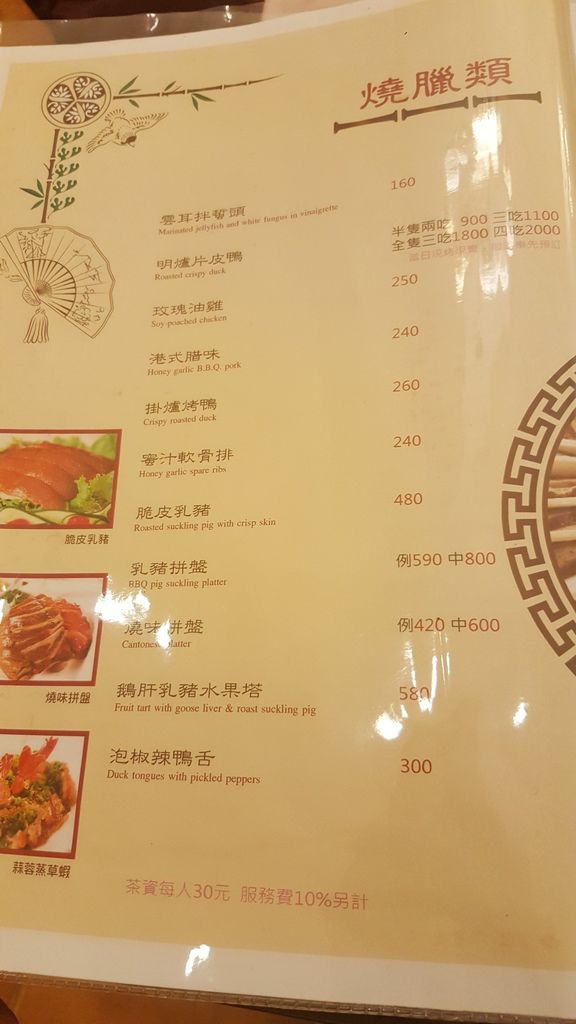 燒臘類
雲耳拌蜇頭 160
Marinated jellyfish and white fungus in vinaigrette
明爐片皮鴨 半隻兩吃 900 三吃1100
Roasted crispy duck 全隻三吃1800 四吃2000
玫瑰油雞 250
Soy-poached chicken
港式腊味 240
Honey garlic B.B.Q. pork
掛爐烤鴨 260
Crispy roasted duck
蜜汁軟骨排 240
Honey garlic spare ribs
脆皮乳豬 480
Roasted suckling pig with crisp skin
乳豬拼盤 例590 中800
BBQ pig suckling platter
燒味拼盤 例420 中600
Cantonese platter
鵝肝乳豬水果塔 580
Fruit tart with goose liver & roast suckling pig
泡椒辣鴨舌 300
Duck tongues with pickled peppers
脆皮乳豬
燒味拼盤
蒜蓉蒸草蝦
茶資每人30元 服務費10%另計